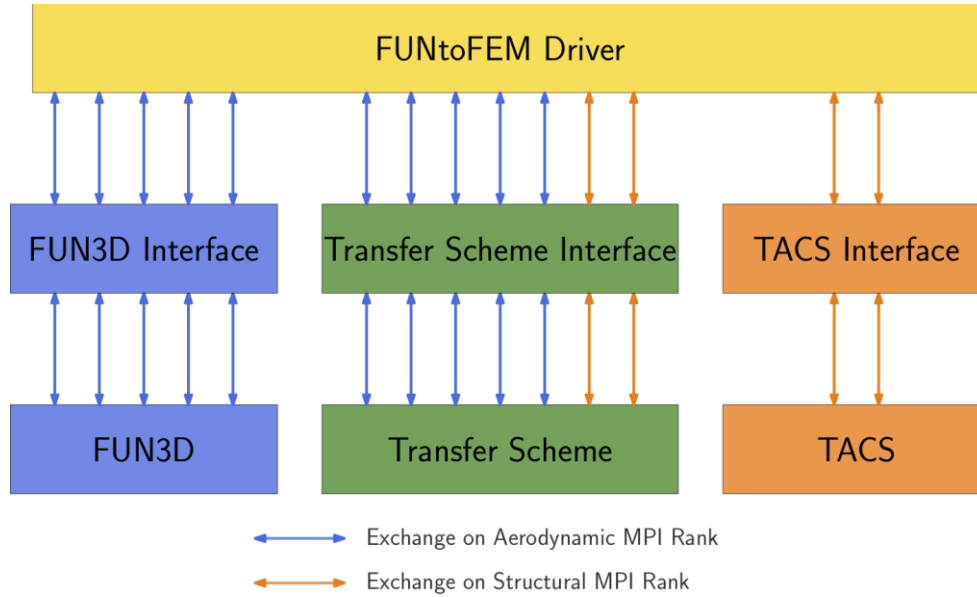 FUNtoFEM Driver
FUN3D Interface
Transfer Scheme Interface
TACS Interface
FUN3D
Transfer Scheme
TACS
Exchange on Aerodynamic MPI Rank
Exchange on Structural MPI Rank